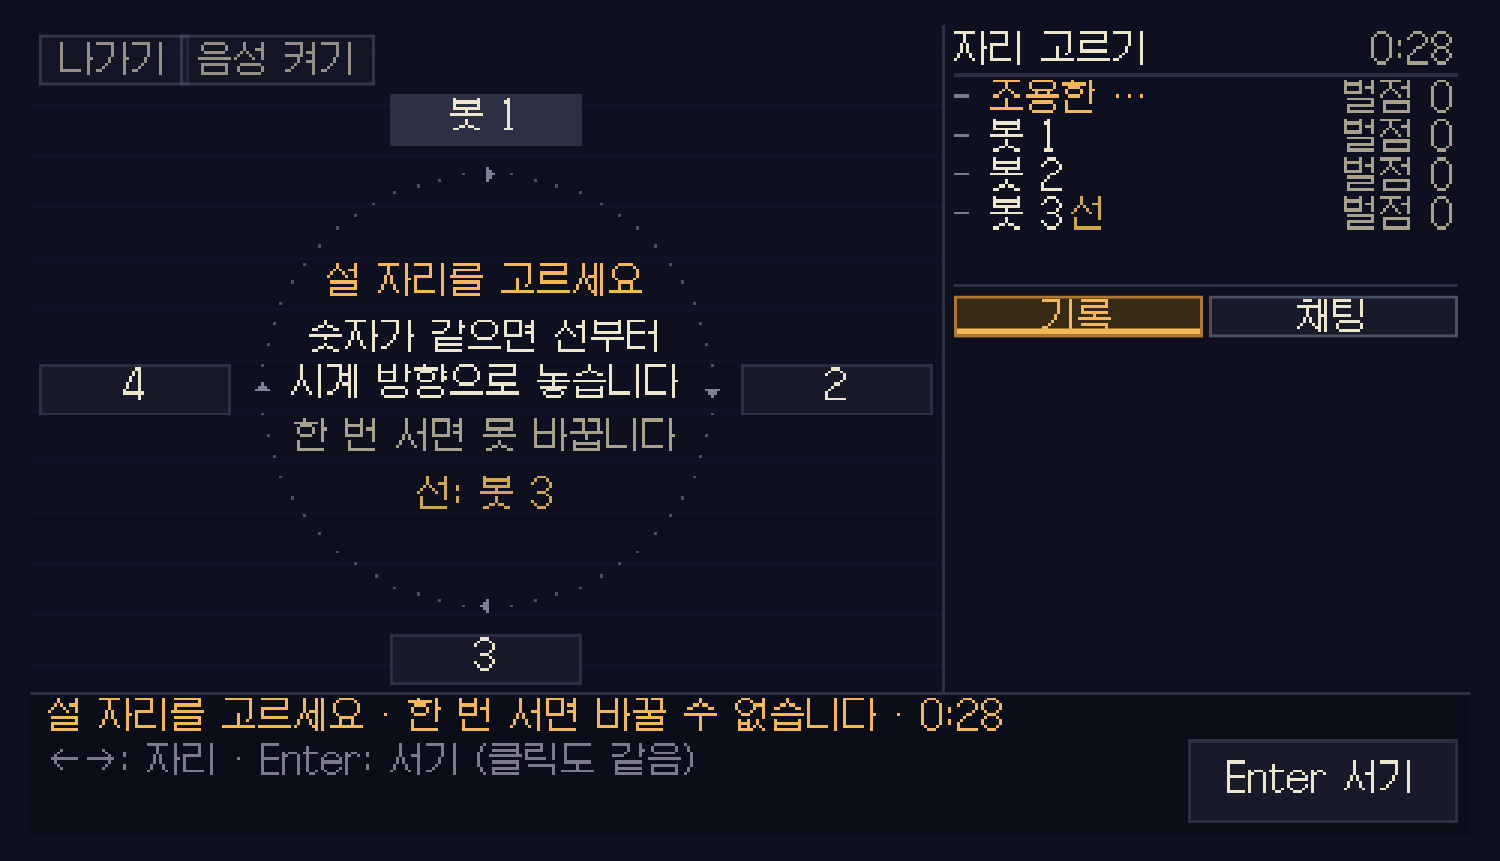 나가기 음성 켜기
봇 1
설 자리를 고르세요
숫자가 같으면 선부터
시계 방향으로 놓습니다
한 번 서면 못 바꿉니다
선: 봇 3
4
2
3
자리 고르기 0:28
- 조용한 … 벌점 0
- 봇 1 벌점 0
- 봇 2 벌점 0
- 봇 3 선 벌점 0
기록 채팅
설 자리를 고르세요 · 한 번 서면 바꿀 수 없습니다 · 0:28
←→: 자리 · Enter: 서기 (클릭도 같음)
Enter 서기